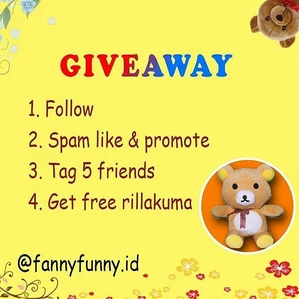 GIVEAWAY
1. Follow
2. Spam like & promote
3. Tag 5 friends
4. Get free rillakuma
@fannyfunny.id